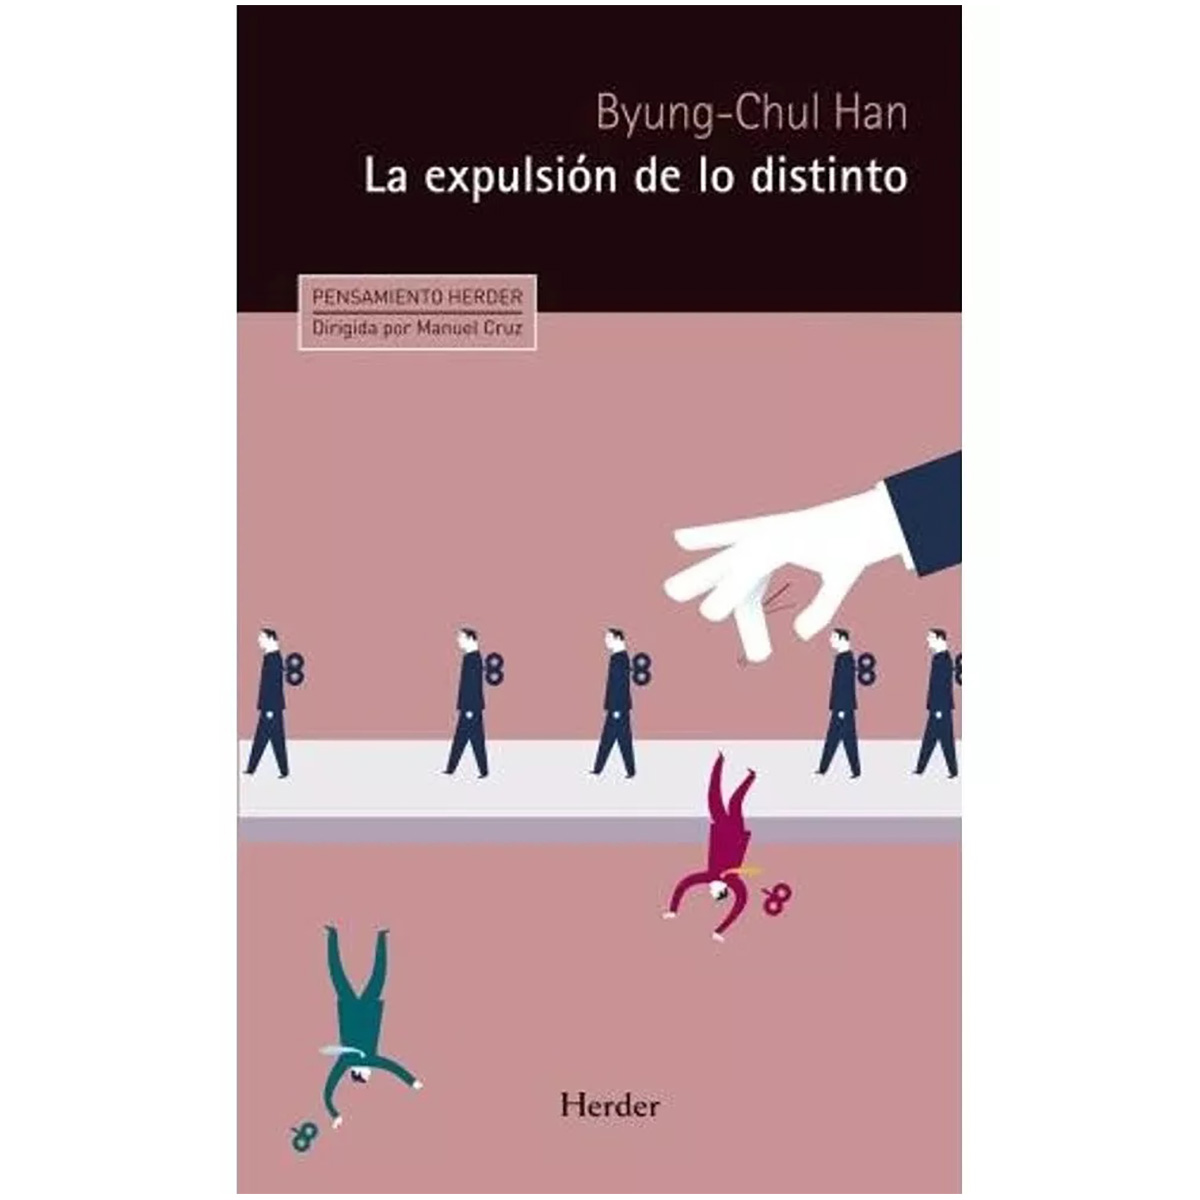 Byung-Chul Han
La expulsión de lo distinto
PENSAMIENTO HERDER
Dirigida por Manuel Cruz
Herder